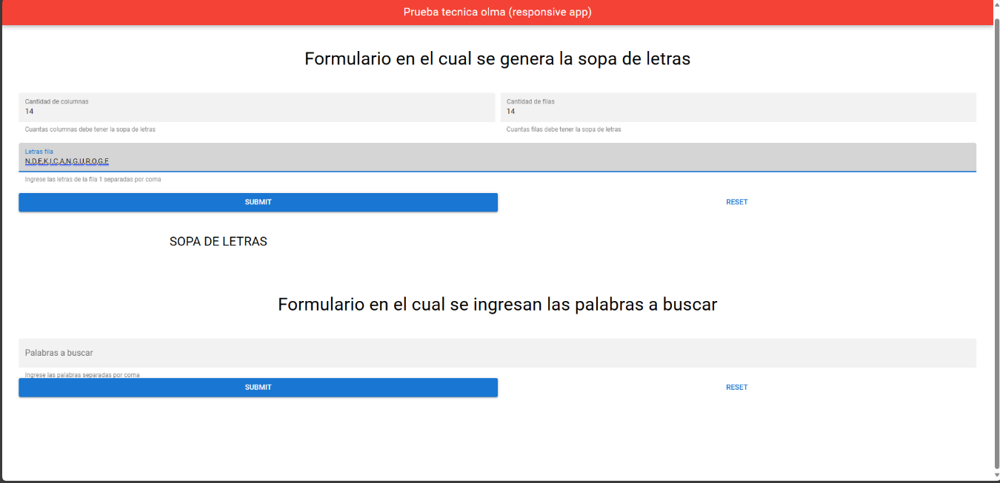 Prueba tecnica olma (responsive app)
Formulario en el cual se genera la sopa de letras
Cantidad de columnas
14
Cantidad de filas
14
Cuantas columnas debe tener la sopa de letras
Cuantas filas debe tener la sopa de letras
Letras fila
N,D,E,K,I,C,A,N,G,U,R,O,G,E
Ingrese las letras de la fila 1 separadas por coma
SUBMIT
RESET
SOPA DE LETRAS
Formulario en el cual se ingresan las palabras a buscar
Palabras a buscar
Ingrese las palabras separadas por coma
SUBMIT
RESET